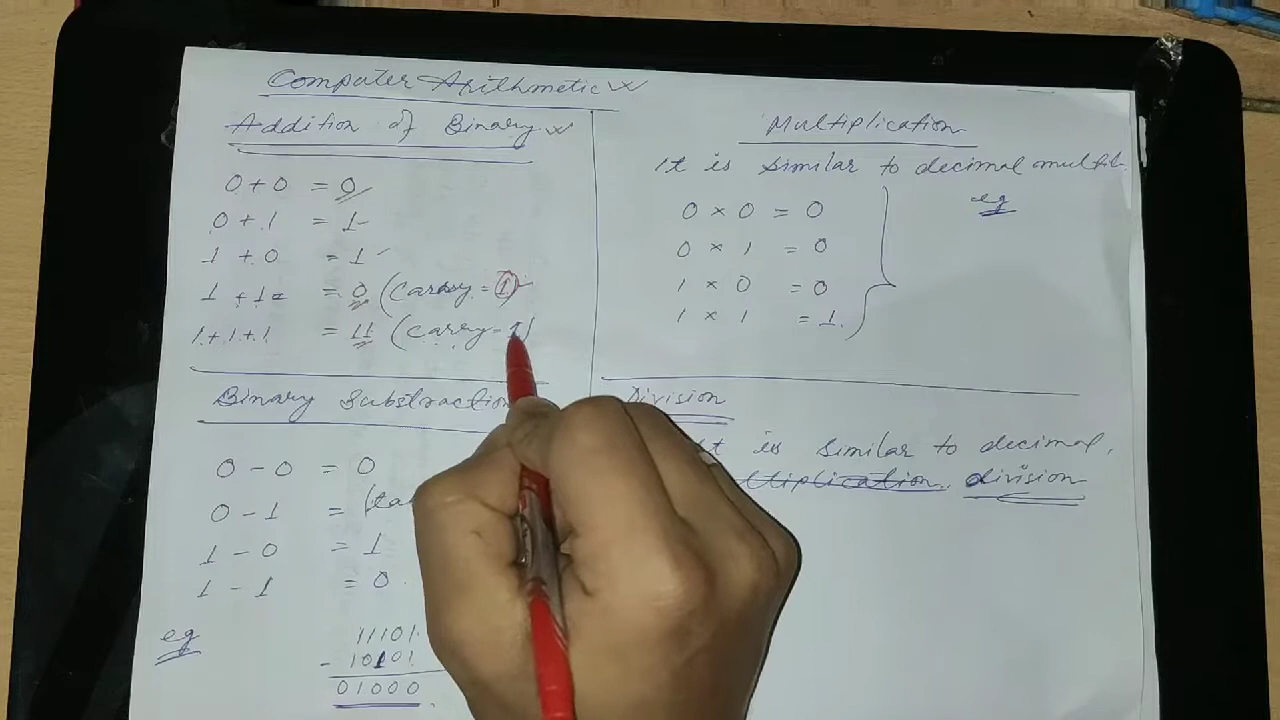 Computer Arithmetic
Addition of Binary
0 + 0 = 0
0 + 1 = 1
1 + 0 = 1
1 + 1 = = 0 (Carry = 1)
1 + 1 + 1 = 11 (Carry = 1)
Binary Substraction
0 - 0 = 0
0 - 1 =
1 - 0 = 1
1 - 1 = 0
eg
11101
- 10101
01000
Multiplication
It is similar to decimal
0 × 0 = 0
0 × 1 = 0
1 × 0 = 0
1 × 1 = 1.
eg
Division
It is similar to decimal.
division